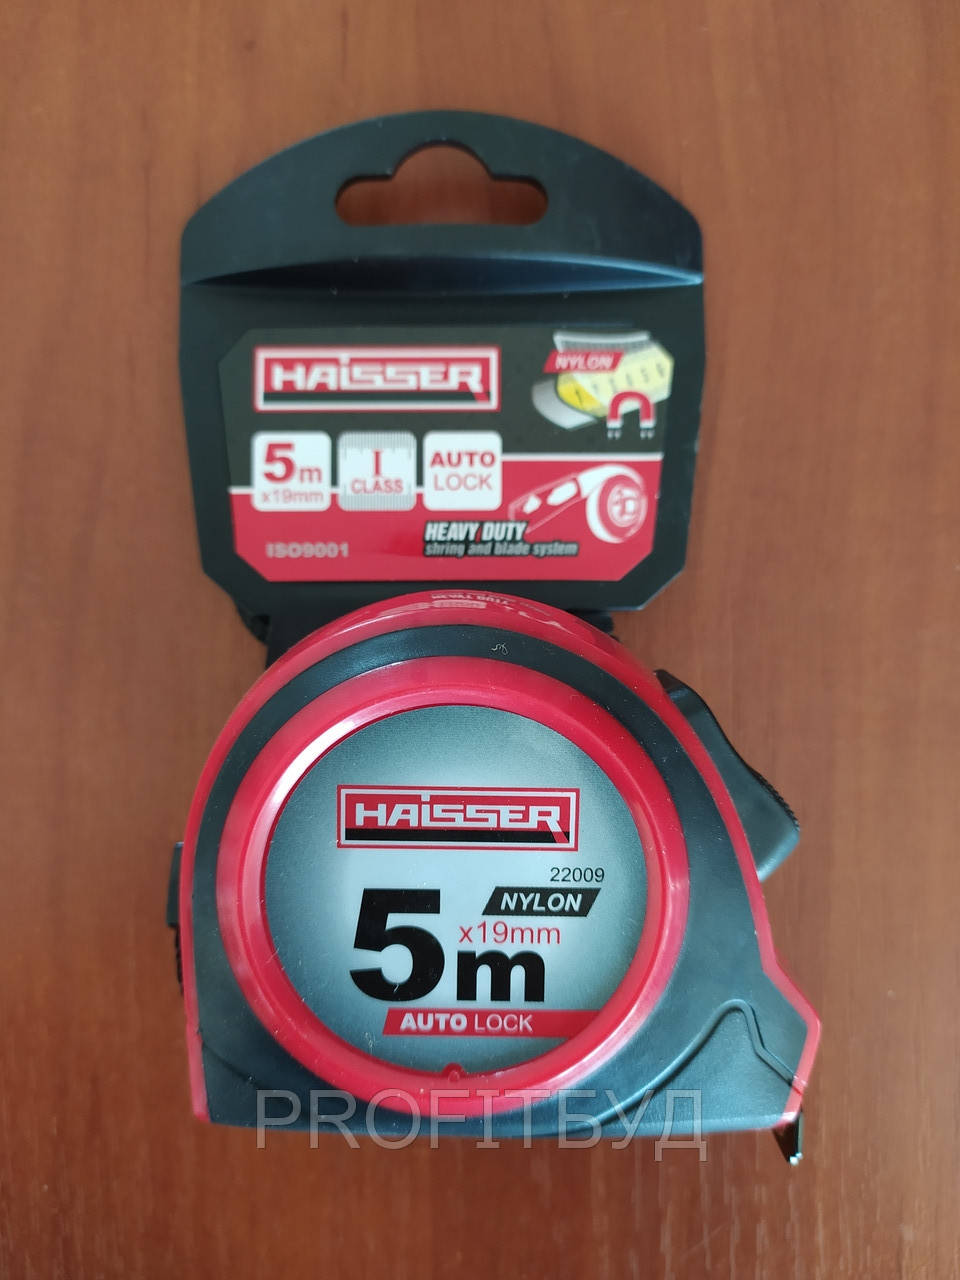 HAISSER
NYLON
5m
x19mm
I
CLASS
AUTO
LOCK
HEAVY DUTY
shring and blade system
ISO9001
HAISSER
22009
NYLON
5m
x19mm
AUTO LOCK
PROFITБУД